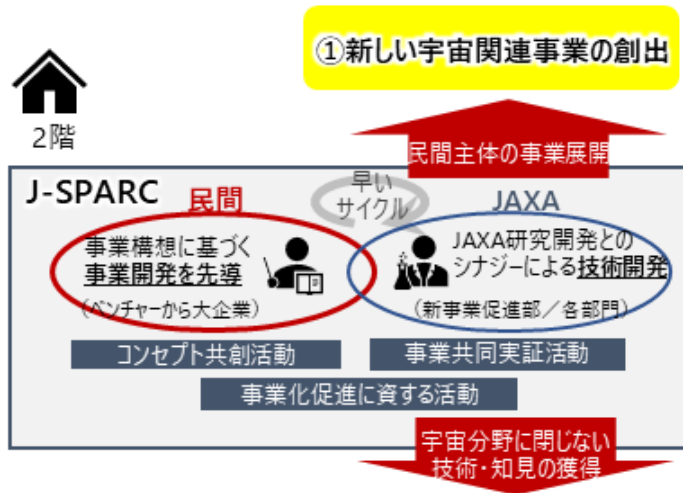 ①新しい宇宙関連事業の創出
2階
民間主体の事業展開
J-SPARC
民間
早い
サイクル
JAXA
事業構想に基づく
事業開発を先導
（ベンチャーから大企業）
JAXA研究開発との
シナジーによる技術開発
（新事業促進部／各部門）
コンセプト共創活動
事業共同実証活動
事業化促進に資する活動
宇宙分野に閉じない
技術・知見の獲得